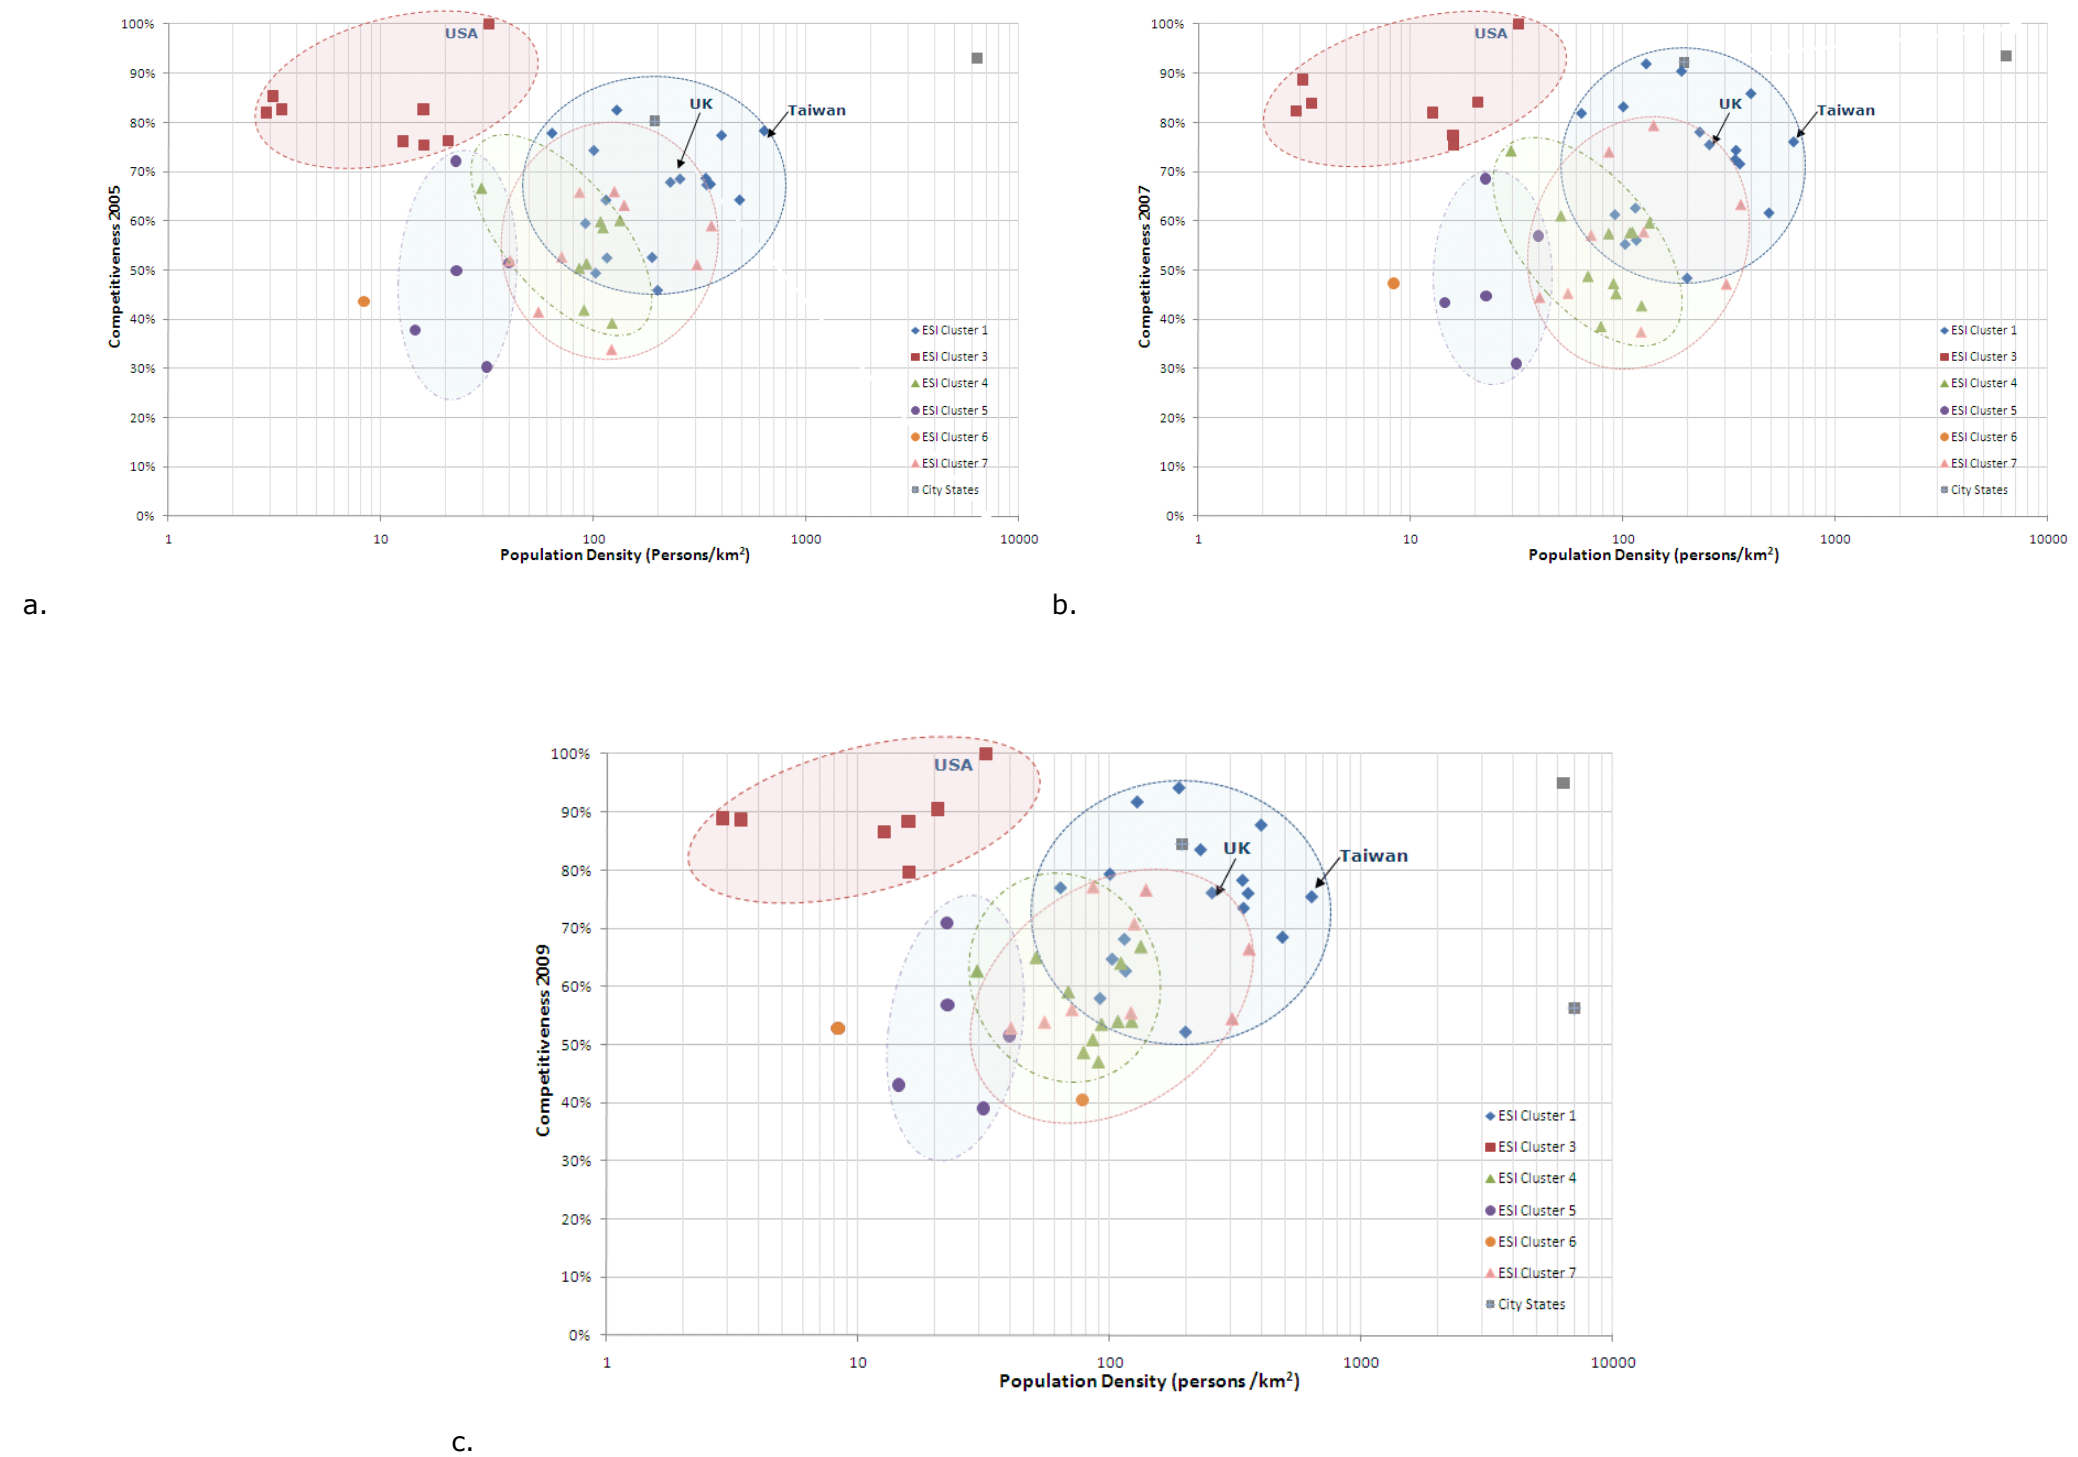 100%
90%
80%
70%
60%
50%
40%
30%
20%
10%
0%
Competitiveness 2005
USA
UK
Taiwan
ESI Cluster 1
ESI Cluster 3
ESI Cluster 4
ESI Cluster 5
ESI Cluster 6
ESI Cluster 7
City States
1 10 100 1000 10000
Population Density (Persons/km²)
a.
100%
90%
80%
70%
60%
50%
40%
30%
20%
10%
0%
Competitiveness 2007
USA
UK
Taiwan
ESI Cluster 1
ESI Cluster 3
ESI Cluster 4
ESI Cluster 5
ESI Cluster 6
ESI Cluster 7
City States
1 10 100 1000 10000
Population Density (persons/km²)
b.
100%
90%
80%
70%
60%
50%
40%
30%
20%
10%
0%
Competitiveness 2009
USA
UK
Taiwan
ESI Cluster 1
ESI Cluster 3
ESI Cluster 4
ESI Cluster 5
ESI Cluster 6
ESI Cluster 7
City States
1 10 100 1000 10000
Population Density (persons /km²)
c.